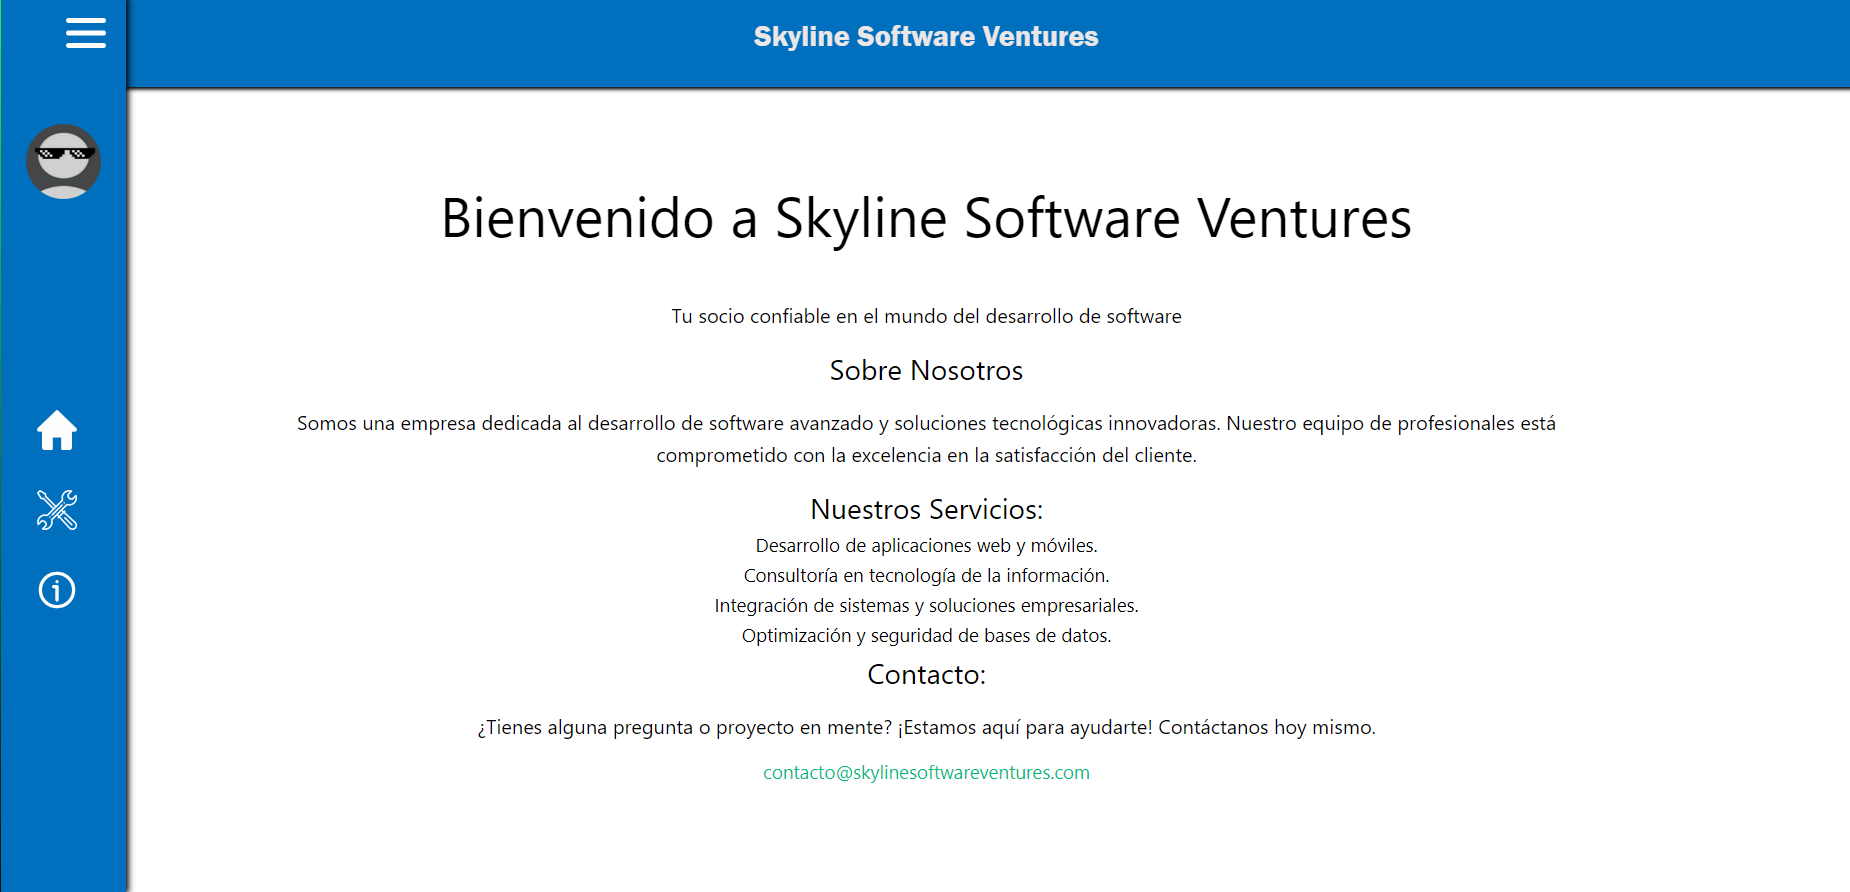 Skyline Software Ventures
Bienvenido a Skyline Software Ventures
Tu socio confiable en el mundo del desarrollo de software
Sobre Nosotros
Somos una empresa dedicada al desarrollo de software avanzado y soluciones tecnológicas innovadoras. Nuestro equipo de profesionales está
comprometido con la excelencia en la satisfacción del cliente.
Nuestros Servicios:
Desarrollo de aplicaciones web y móviles.
Consultoría en tecnología de la información.
Integración de sistemas y soluciones empresariales.
Optimización y seguridad de bases de datos.
Contacto:
¿Tienes alguna pregunta o proyecto en mente? ¡Estamos aquí para ayudarte! Contáctanos hoy mismo.
contacto@skylinesoftwareventures.com